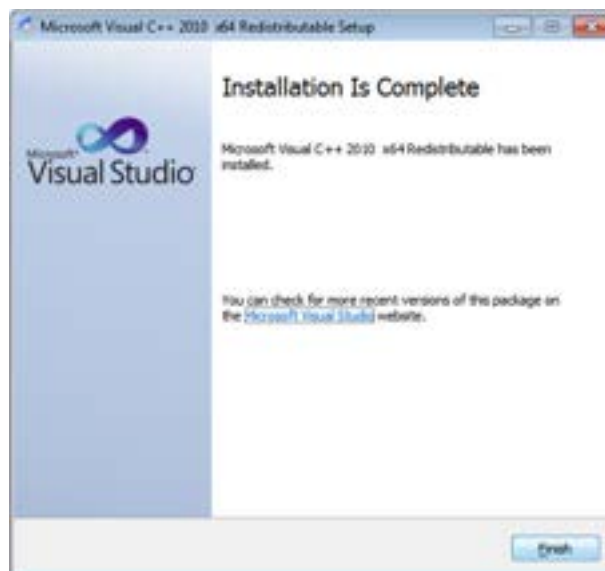 Microsoft Visual C++ 2010 x64 Redistributable Setup
Installation Is Complete
Microsoft Visual C++ 2010 x64 Redistributable has been
installed.
Microsoft
Visual Studio
You can check for more recent versions of this package on
the Microsoft Visual Studio website.
Finish